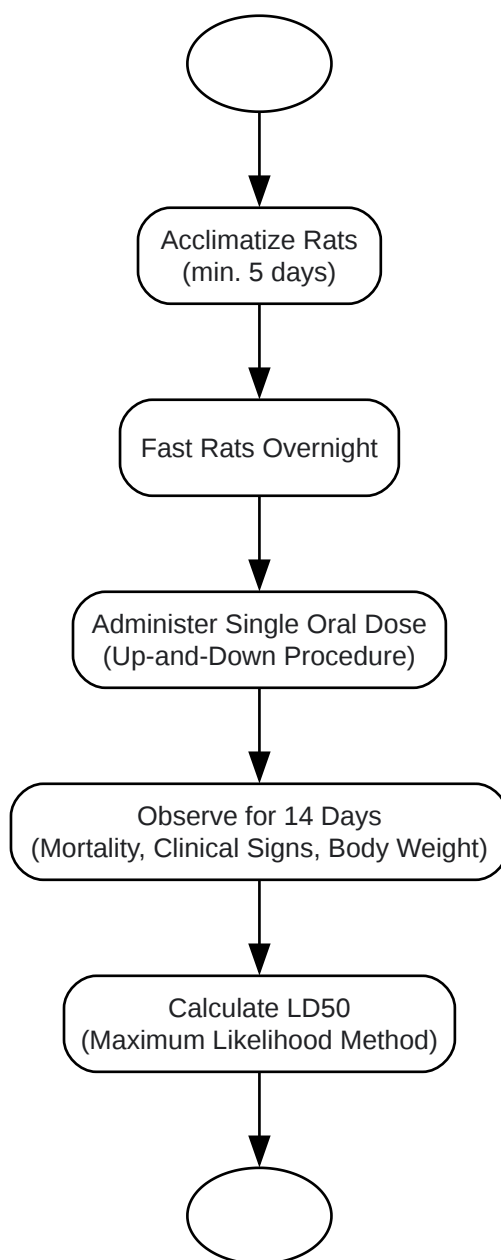 Acclimatize Rats
(min. 5 days)
Fast Rats Overnight
Administer Single Oral Dose
(Up-and-Down Procedure)
Observe for 14 Days
(Mortality, Clinical Signs, Body Weight)
Calculate LD50
(Maximum Likelihood Method)